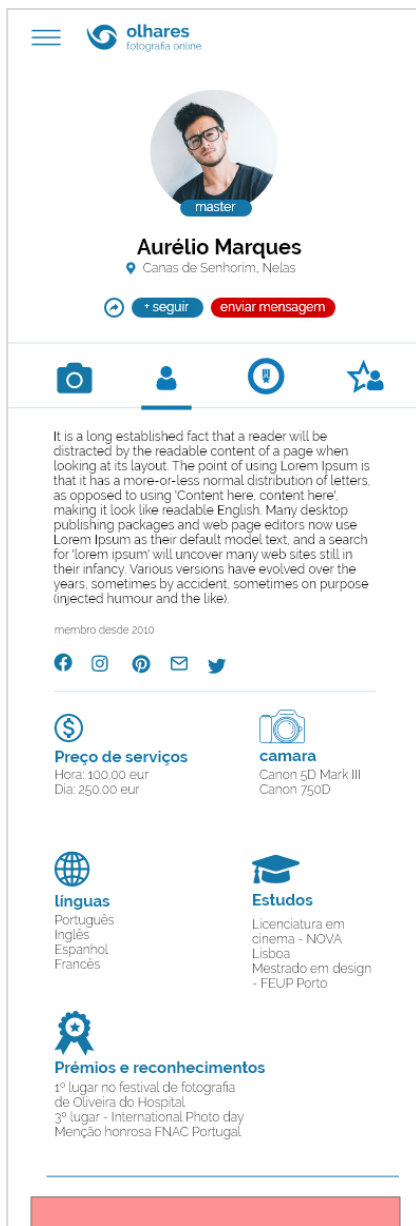 olhares
fotografia online
master
Aurélio Marques
Canas de Senhorim, Nelas
+ seguir
enviar mensagem
It is a long established fact that a reader will be
distracted by the readable content of a page when
looking at its layout. The point of using Lorem Ipsum is
that it has a more-or-less normal distribution of letters,
as opposed to using 'Content here, content here',
making it look like readable English. Many desktop
publishing packages and web page editors now use
Lorem Ipsum as their default model text, and a search
for 'lorem ipsum' will uncover many web sites still in
their infancy. Various versions have evolved over the
years, sometimes by accident, sometimes on purpose
(injected humour and the like).
membro desde 2010
Preço de serviços
Hora: 100.00 eur
Dia: 250.00 eur
camara
Canon 5D Mark III
Canon 750D
línguas
Português
Inglês
Espanhol
Francês
Estudos
Licenciatura em
cinema - NOVA
Lisboa
Mestrado em design
- FEUP Porto
Prémios e reconhecimentos
1º lugar no festival de fotografia
de Oliveira do Hospital
3º lugar - International Photo day
Menção honrosa FNAC Portugal